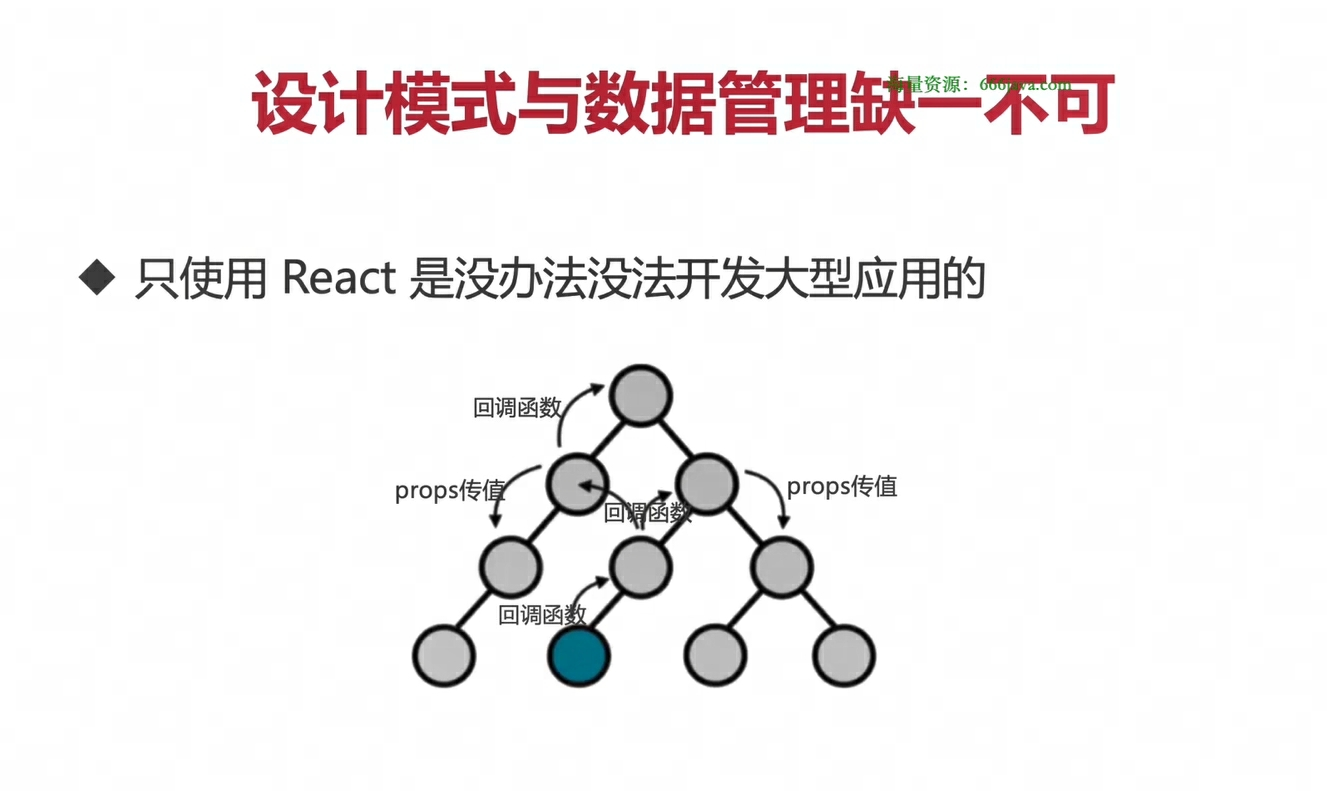 设计模式与数据管理缺一不可
海量资源：666java.com
只使用 React 是没办法没法开发大型应用的
回调函数
props传值
props传值
回调函数
回调函数